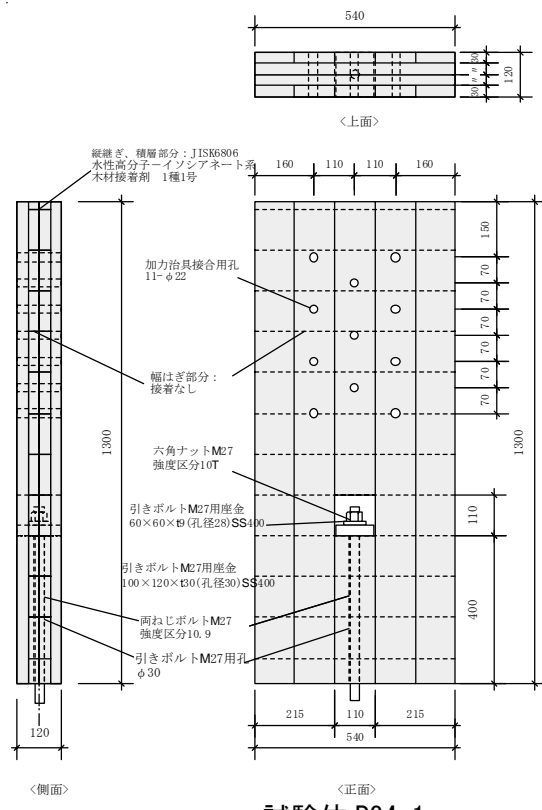 540
30
〃
〃
30
120
〈上面〉
縦継ぎ、積層部分：JISK6806
水性高分子－イソシアネート系
木材接着剤　1種1号
160
110
110
160
加力治具接合用孔
11-φ22
幅はぎ部分：
接着なし
150
70
70
70
70
70
70
1300
1300
六角ナットM27
強度区分10T
引きボルトM27用座金
60×60×t9(孔径28)SS400
引きボルトM27用座金
100×120×t30(孔径30)SS400
両ねじボルトM27
強度区分10.9
引きボルトM27用孔
φ30
110
400
120
215
110
215
540
〈側面〉
〈正面〉